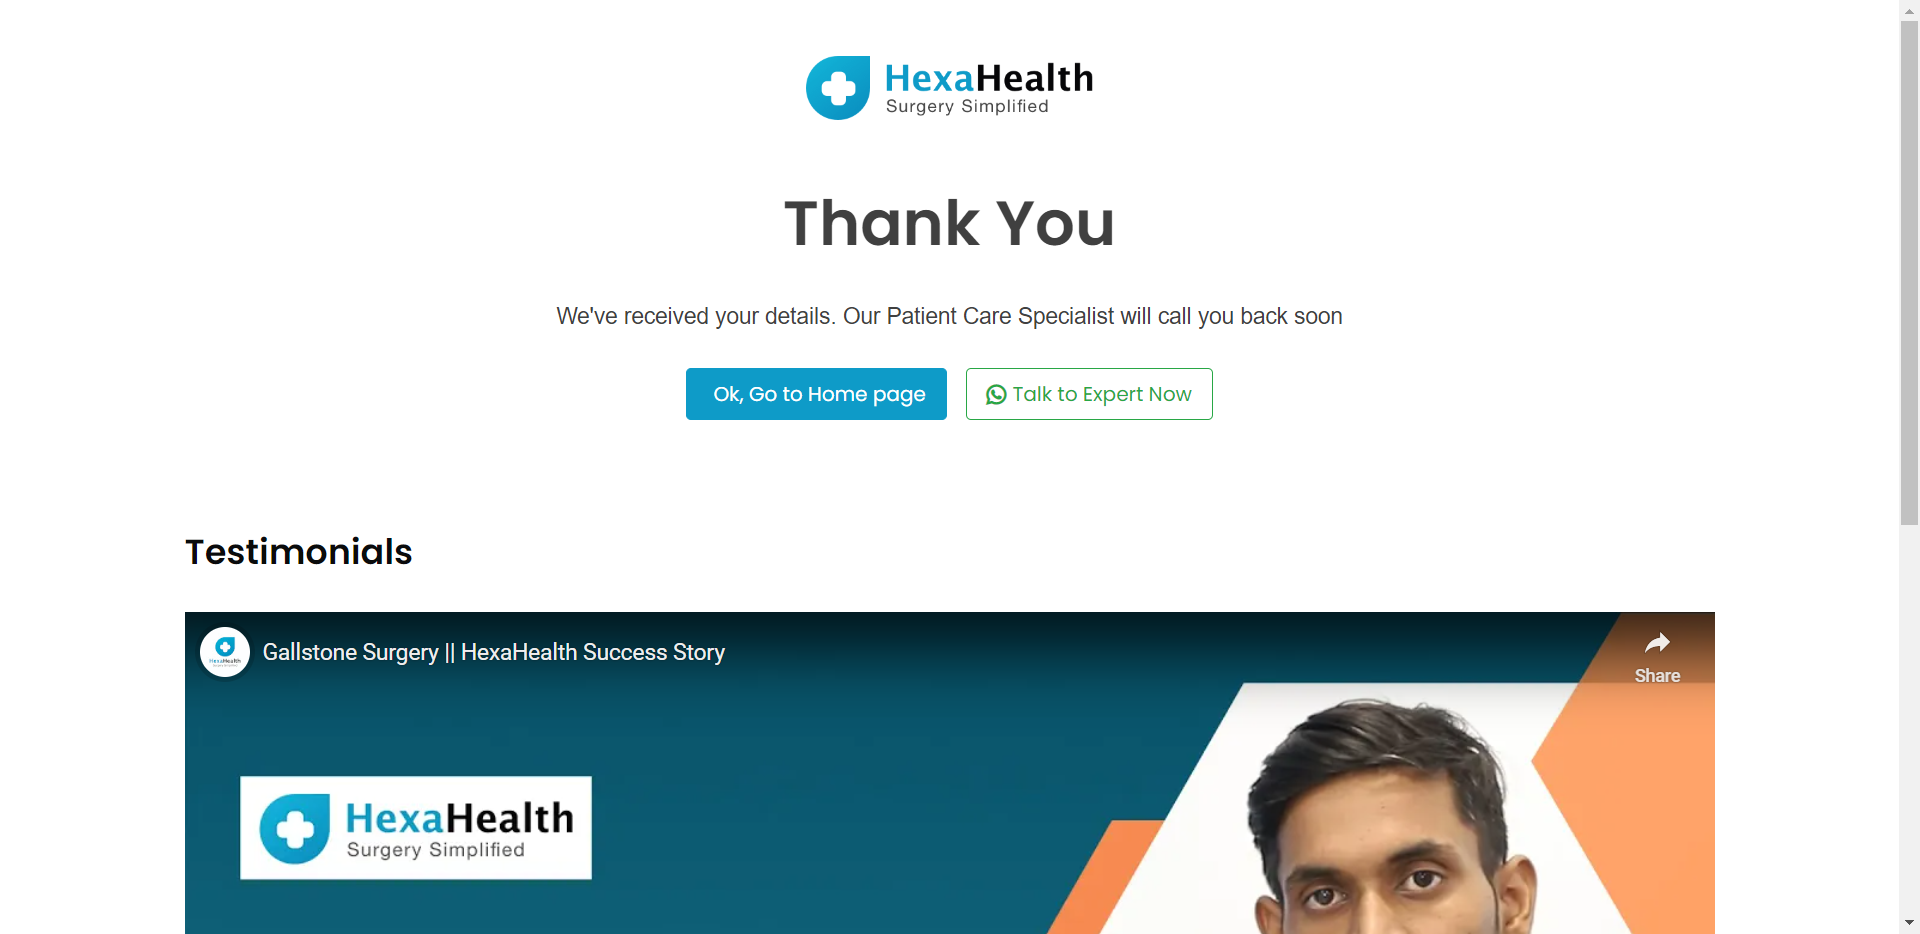 HexaHealth
Surgery Simplified
Thank You
We've received your details. Our Patient Care Specialist will call you back soon
Ok, Go to Home page
Talk to Expert Now
Testimonials
Gallstone Surgery || HexaHealth Success Story
Share
HexaHealth
Surgery Simplified